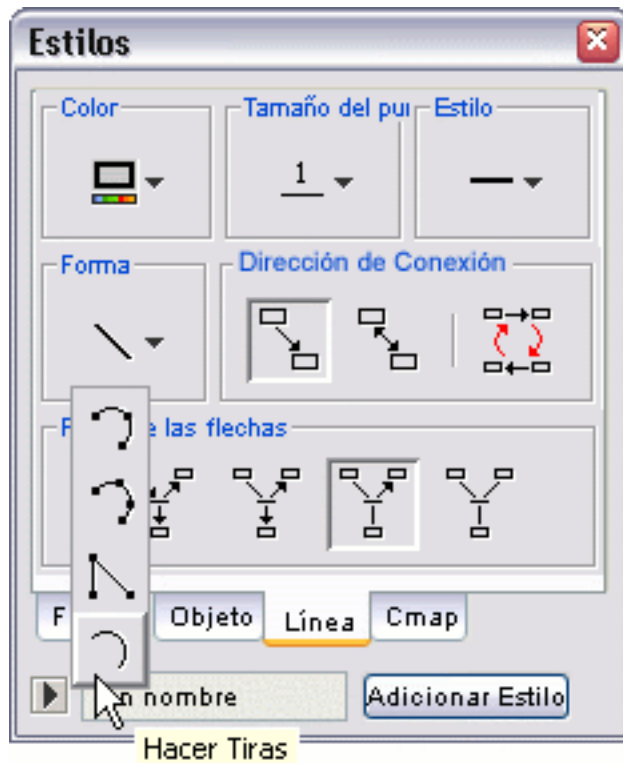 Estilos
Color
Tamaño del pu
Estilo
1
Forma
Dirección de Conexión
las flechas
F
Objeto
Línea
Cmap
nombre
Adicionar Estilo
Hacer Tiras